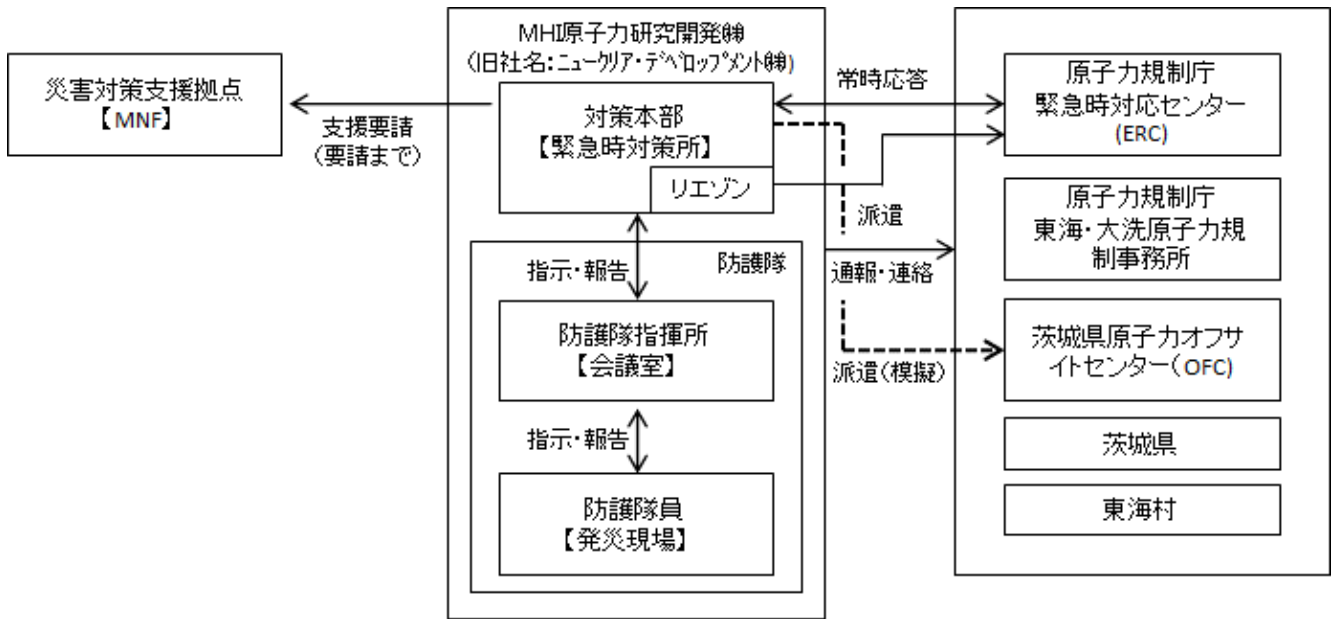 MHI原子力研究開発㈱
(旧社名:ニュークリア・デベロップメント㈱)
災害対策支援拠点
【MNF】
支援要請
(要請まで)
対策本部
【緊急時対策所】
リエゾン
常時応答
派遣
通報・連絡
派遣(模擬)
指示・報告
防護隊
防護隊指揮所
【会議室】
指示・報告
防護隊員
【発災現場】
原子力規制庁
緊急時対応センター
(ERC)
原子力規制庁
東海・大洗原子力規
制事務所
茨城県原子力オフサ
イトセンター(OFC)
茨城県
東海村